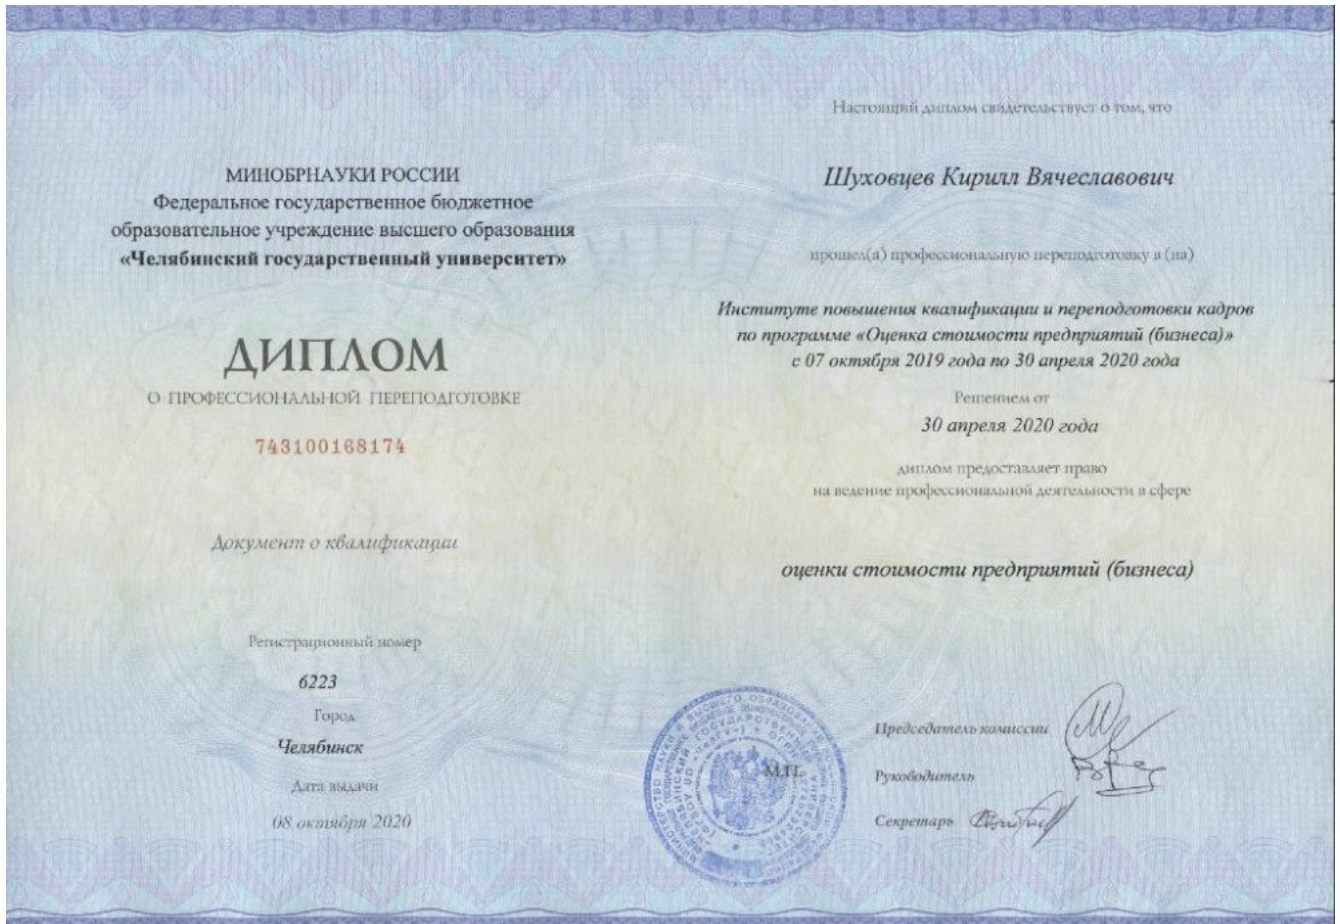 МИНОБРНАУКИ РОССИИ
Федеральное государственное бюджетное
образовательное учреждение высшего образования
«Челябинский государственный университет»
ДИПЛОМ
О ПРОФЕССИОНАЛЬНОЙ ПЕРЕПОДГОТОВКЕ
743100168174
Документ о квалификации
Регистрационный номер
6223
Город
Челябинск
Дата выдачи
08 октября 2020
Настоящий диплом свидетельствует о том, что
Шуховцев Кирилл Вячеславович
прошел(а) профессиональную переподготовку в (на)
Институте повышения квалификации и переподготовки кадров
по программе «Оценка стоимости предприятий (бизнеса)»
с 07 октября 2019 года по 30 апреля 2020 года
Решением от
30 апреля 2020 года
диплом предоставляет право
на ведение профессиональной деятельности в сфере
оценки стоимости предприятий (бизнеса)
М.П.
Председатель комиссии
Руководитель
Секретарь